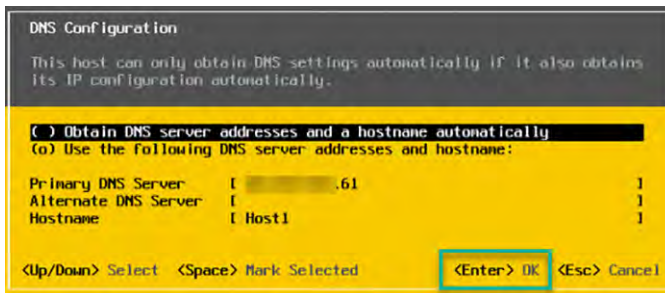 DNS Configuration
This host can only obtain DNS settings automatically if it also obtains
its IP configuration automatically.
( ) Obtain DNS server addresses and a hostname automatically
(o) Use the following DNS server addresses and hostname:
Primary DNS Server [ .61 ]
Alternate DNS Server [ ]
Hostname [ Host1 ]
<Up/Down> Select <Space> Mark Selected <Enter> OK <Esc> Cancel